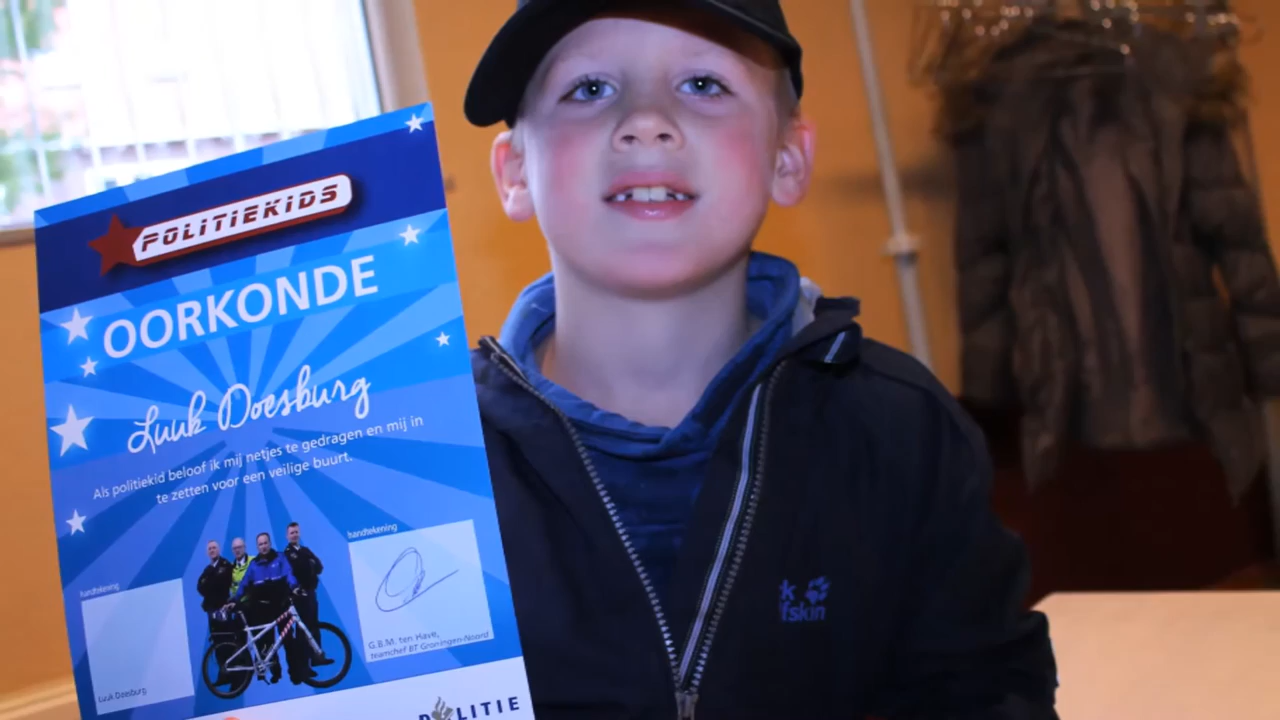 POLITIEKIDS
OORKONDE
Luuk Doesburg
Als politiekid beloof ik mij netjes te gedragen en mij in
te zetten voor een veilige buurt.
handtekening
Luuk Doesburg
handtekening
G.B.M. ten Have,
teamchef BT Groningen-Noord
POLITIE
k
fskin